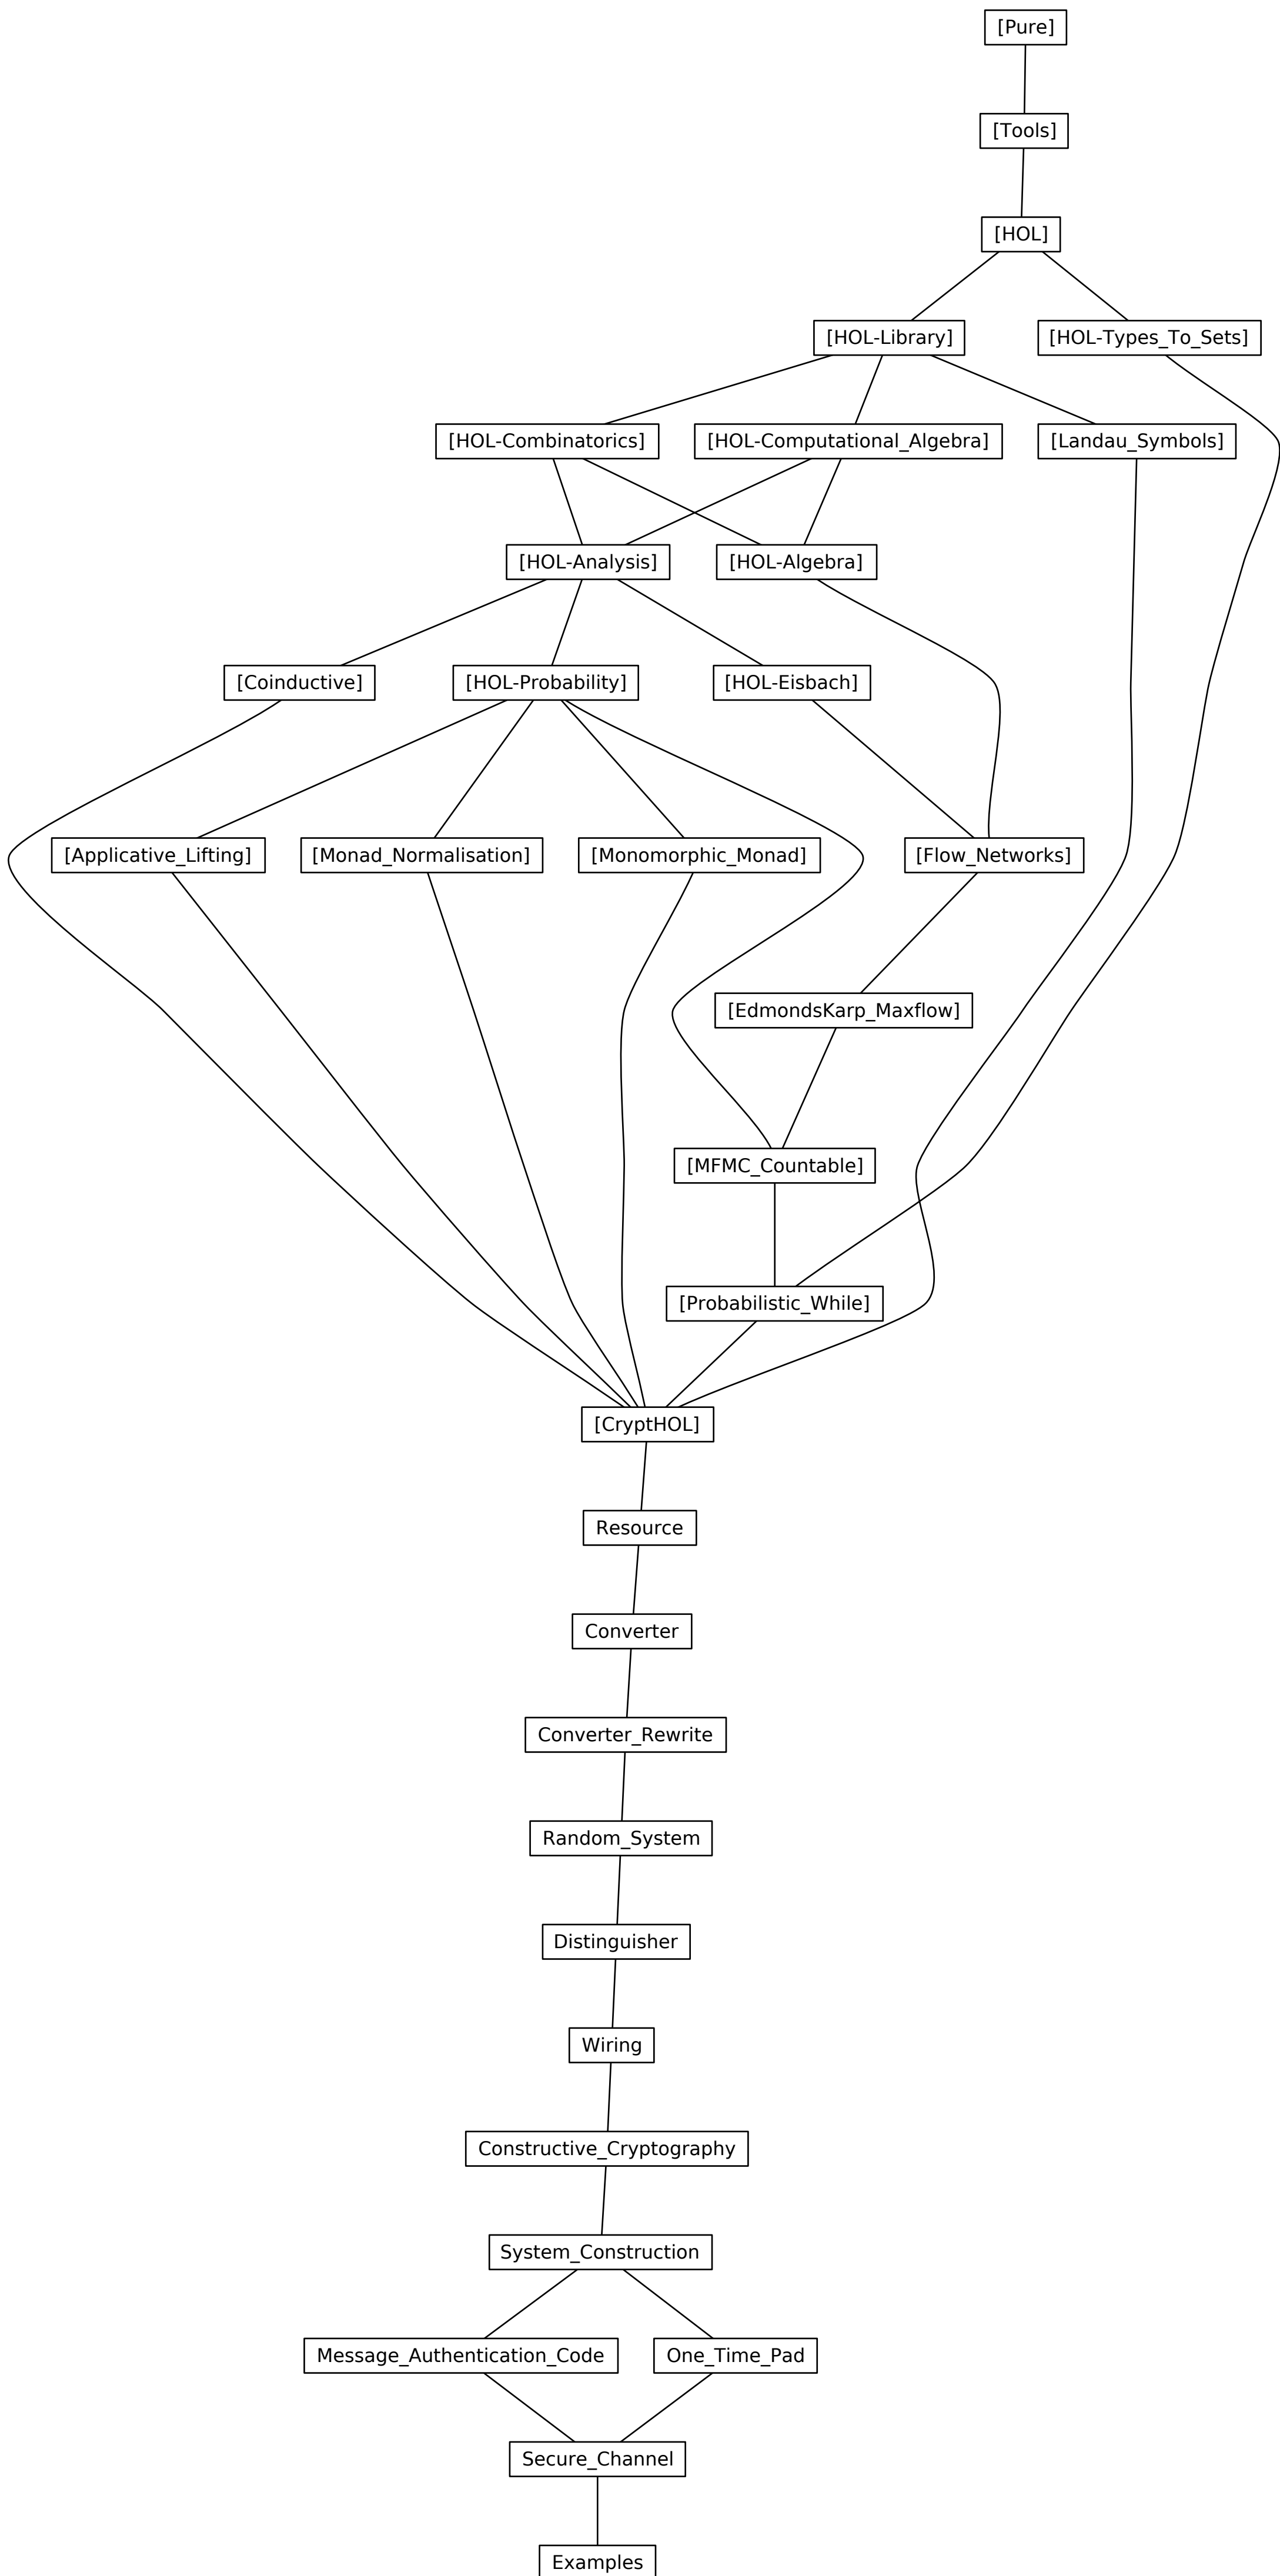 [Pure]
[Tools]
[HOL]
[HOL-Library]
[HOL-Types_To_Sets]
[HOL-Combinatorics]
[HOL-Computational_Algebra]
[Landau_Symbols]
[HOL-Analysis]
[HOL-Algebra]
[Coinductive]
[HOL-Probability]
[HOL-Eisbach]
[Applicative_Lifting]
[Monad_Normalisation]
[Monomorphic_Monad]
[Flow_Networks]
[EdmondsKarp_Maxflow]
[MFMC_Countable]
[Probabilistic_While]
[CryptHOL]
Resource
Converter
Converter_Rewrite
Random_System
Distinguisher
Wiring
Constructive_Cryptography
System_Construction
Message_Authentication_Code
One_Time_Pad
Secure_Channel
Examples